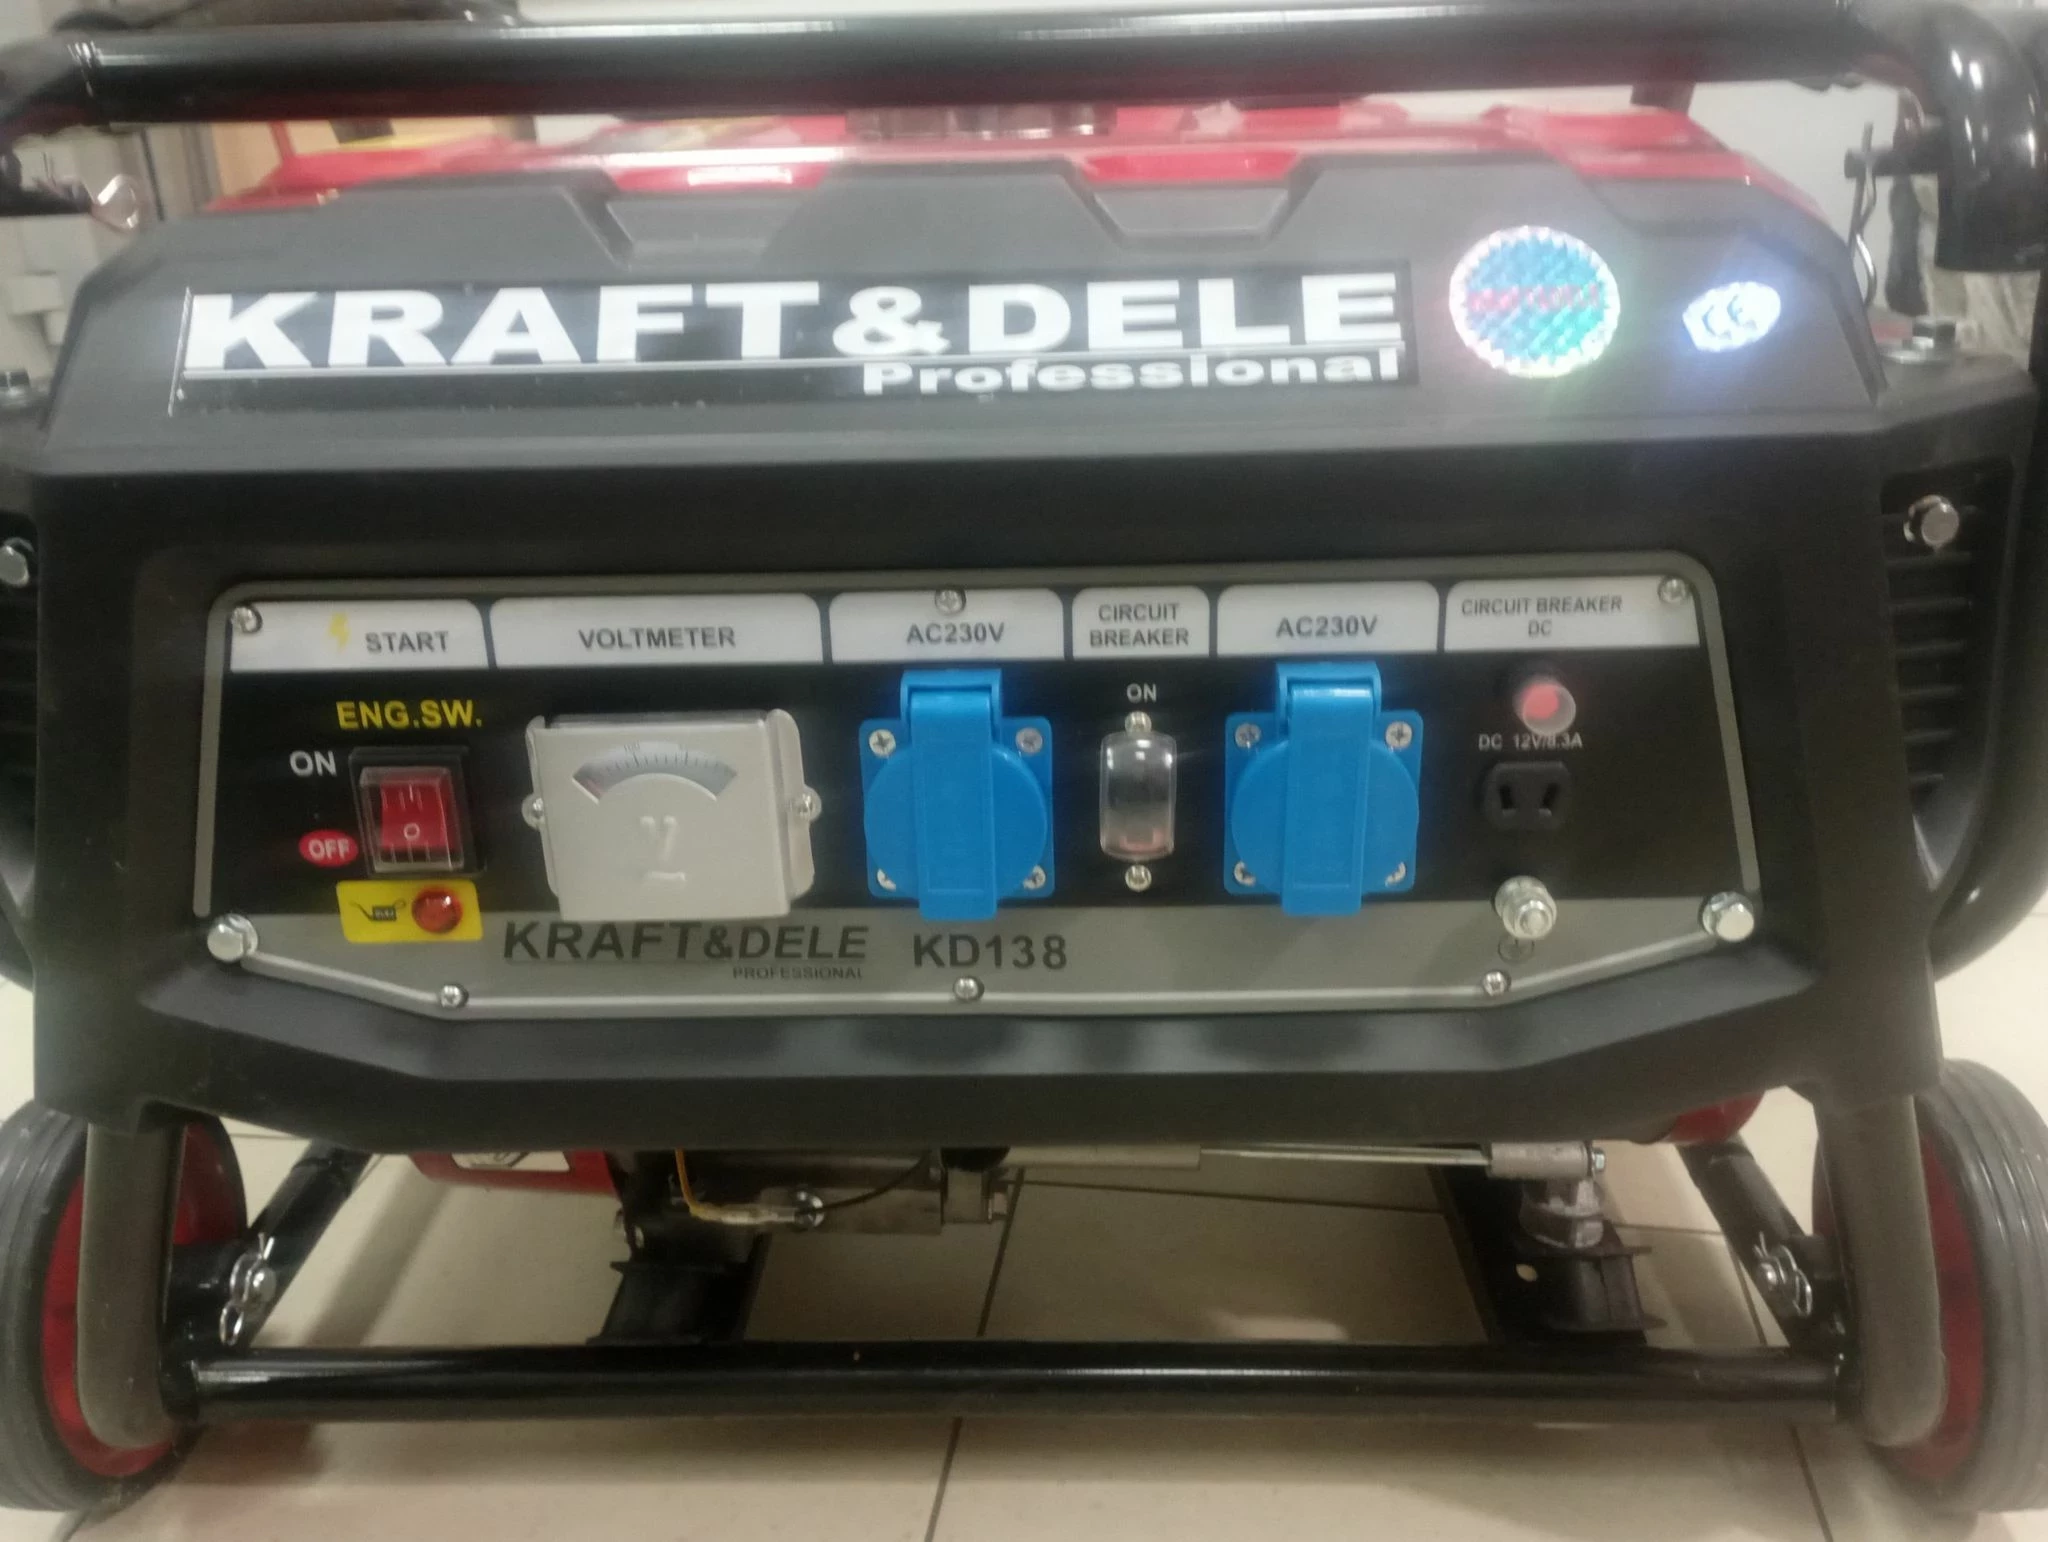 KRAFT&DELE
Professional
START
VOLTMETER
AC230V
CIRCUIT
BREAKER
AC230V
CIRCUIT BREAKER
DC
ENG.SW.
ON
OFF
ON
V
DC 12V/8.3A
KRAFT&DELE
PROFESSIONAL
KD138
CE